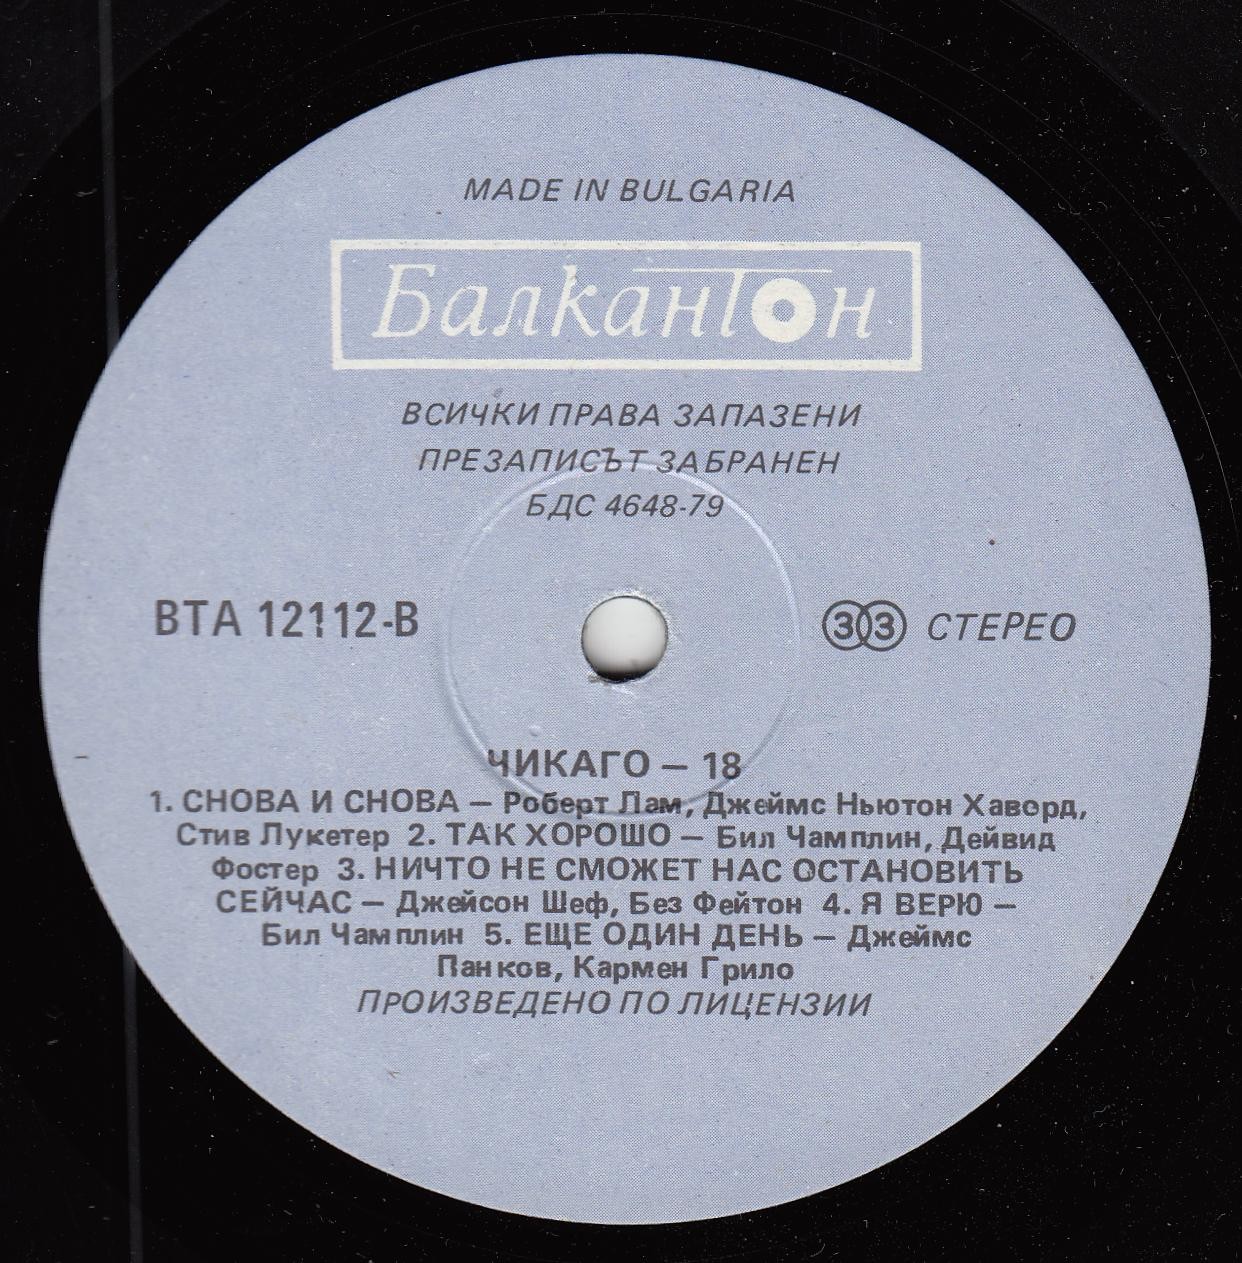 MADE IN BULGARIA
Балкантон
ВСИЧКИ ПРАВА ЗАПАЗЕНИ
ПРЕЗАПИСЪТ ЗАБРАНЕН
БДС 4648-79
ВТА 12112-В
33 СТЕРЕО
ЧИКАГО – 18
1. СНОВА И СНОВА – Роберт Лам, Джеймс Ньютон Хаворд,
Стив Лукетер 2. ТАК ХОРОШО – Бил Чамплин, Дейвид
Фостер 3. НИЧТО НЕ СМОЖЕТ НАС ОСТАНОВИТЬ
СЕЙЧАС – Джейсон Шеф, Без Фейтон 4. Я ВЕРЮ –
Бил Чамплин 5. ЕЩЕ ОДИН ДЕНЬ – Джеймс
Панков, Кармен Грило
ПРОИЗВЕДЕНО ПО ЛИЦЕНЗИИ